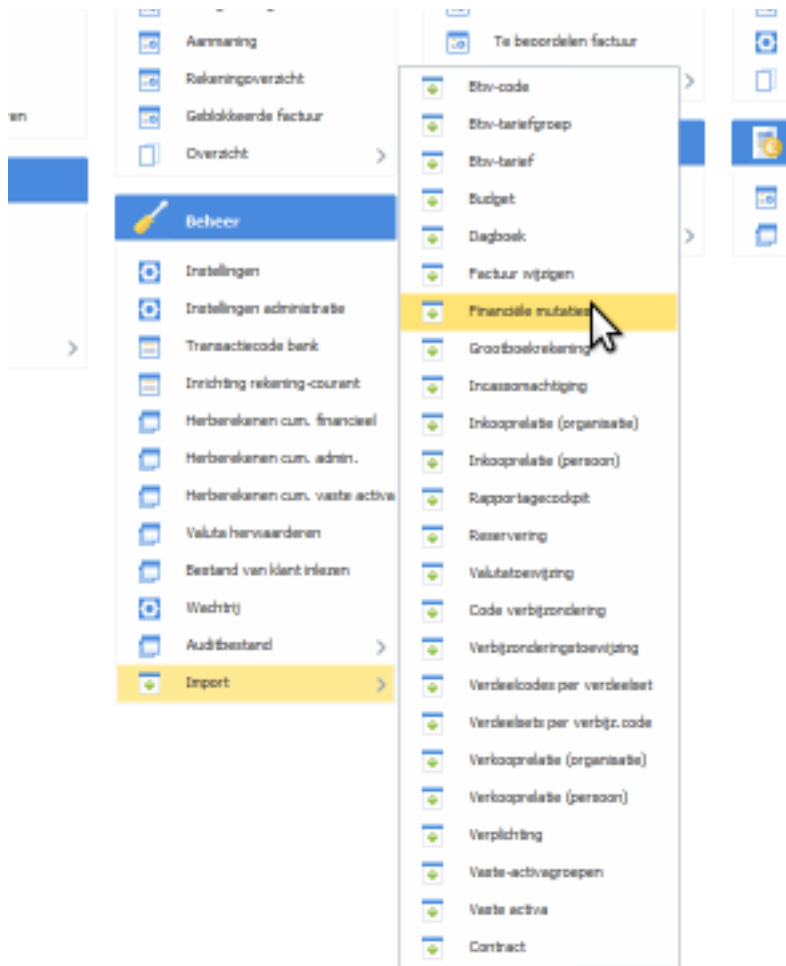 Aanmaning
Rekeningoverzicht
Geblokkeerde factuur
Overzicht
Beheer
Instellingen
Instellingen administratie
Transactiecode bank
Inrichting rekening-courant
Herberekenen cum. financieel
Herberekenen cum. admin.
Herberekenen cum. vaste activa
Valuta herwaarderen
Bestand van klant inlezen
Wachtrij
Auditbestand
Import
Te beoordelen factuur
Btw-code
Btw-tariefgroep
Btw-tarief
Budget
Dagboek
Factuur wijzigen
Financiële mutaties
Grootboekrekening
Incassomachtiging
Inkooprelatie (organisatie)
Inkooprelatie (persoon)
Rapportagecockpit
Reservering
Valutatoewijzing
Code verbijzondering
Verbijzonderingstoewijzing
Verdeelcodes per verdeelset
Verdeelsets per verbijz.code
Verkooprelatie (organisatie)
Verkooprelatie (persoon)
Verplichting
Vaste-activagroepen
Vaste activa
Contract